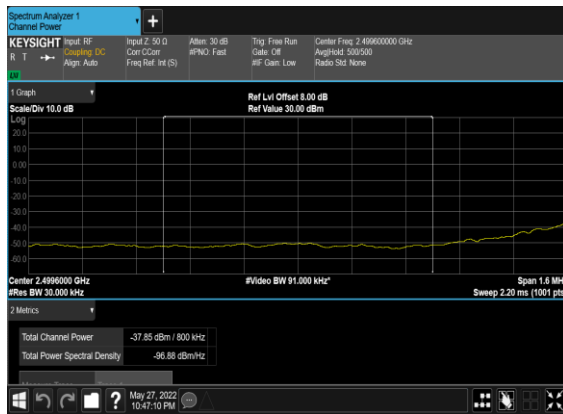 Spectrum Analyzer 1
Channel Power
+
KEYSIGHT Input: RF Input Z: 50 Ω Atten: 30 dB Trig: Free Run Center Freq: 2.499600000 GHz
R T Coupling: DC Corr CCorr #PNO: Fast Gate: Off Avg|Hold: 500/500
Align: Auto Freq Ref: Int (S) #IF Gain: Low Radio Std: None
LXI
1 Graph
Ref Lvl Offset 8.00 dB
Scale/Div 10.0 dB Ref Value 30.00 dBm
Log
20.0
10.0
0.00
-10.0
-20.0
-30.0
-40.0
-50.0
-60.0
Center 2.4996000 GHz #Video BW 91.000 kHz* Span 1.6 MH
#Res BW 30.000 kHz Sweep 2.20 ms (1001 pts
2 Metrics
Total Channel Power -37.85 dBm / 800 kHz
Total Power Spectral Density -96.88 dBm/Hz
?
May 27, 2022
10:47:10 PM